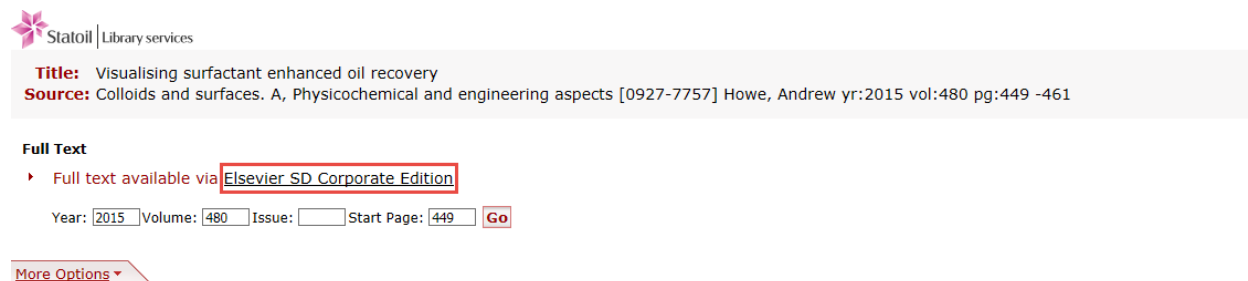 Statoil | Library services
Title: Visualising surfactant enhanced oil recovery
Source: Colloids and surfaces. A, Physicochemical and engineering aspects [0927-7757] Howe, Andrew yr:2015 vol:480 pg:449 -461
Full Text
Full text available via Elsevier SD Corporate Edition
Year: 2015 Volume: 480 Issue: Start Page: 449 Go
More Options